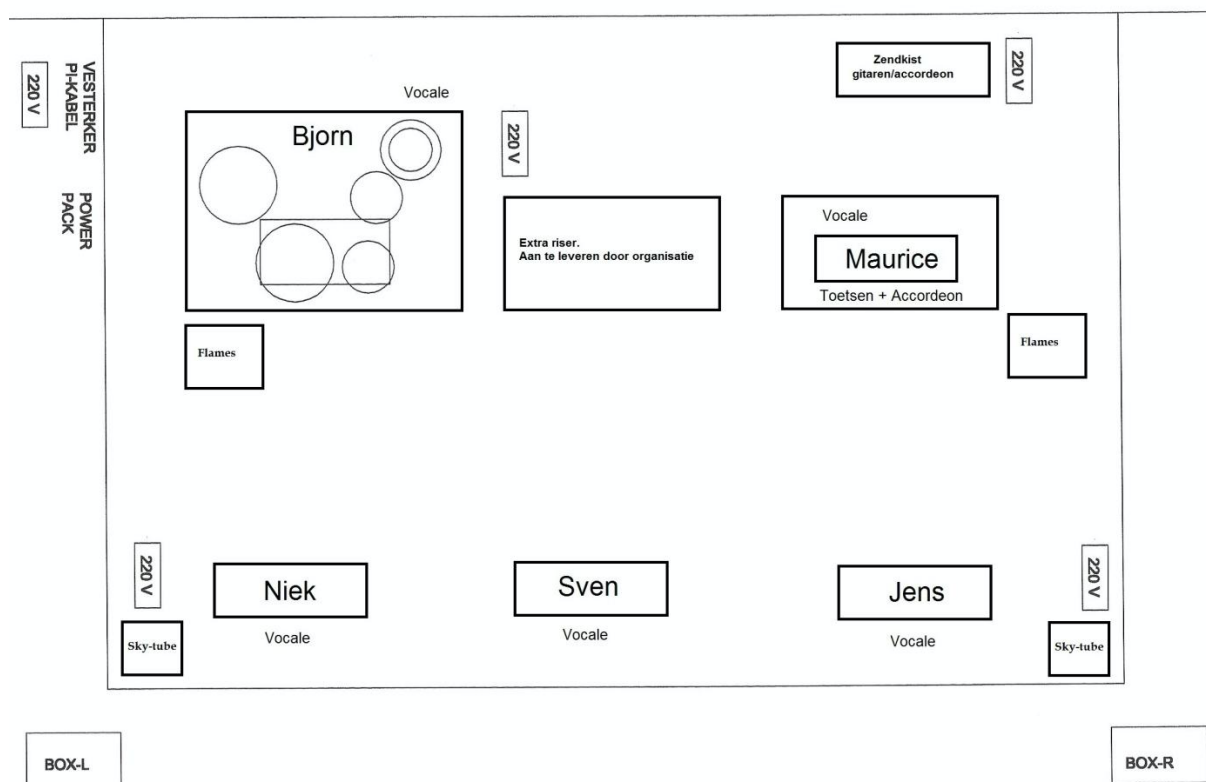 VESTERKER
PI-KABEL
220 V
POWER
PACK
Vocale
Bjorn
220 V
Zendkist
gitaren/accordeon
220 V
Extra riser.
Aan te leveren door organisatie
Vocale
Maurice
Toetsen + Accordeon
Flames
Flames
220 V
Niek
Vocale
Sven
Vocale
Jens
Vocale
220 V
Sky-tube
Sky-tube
BOX-L
BOX-R